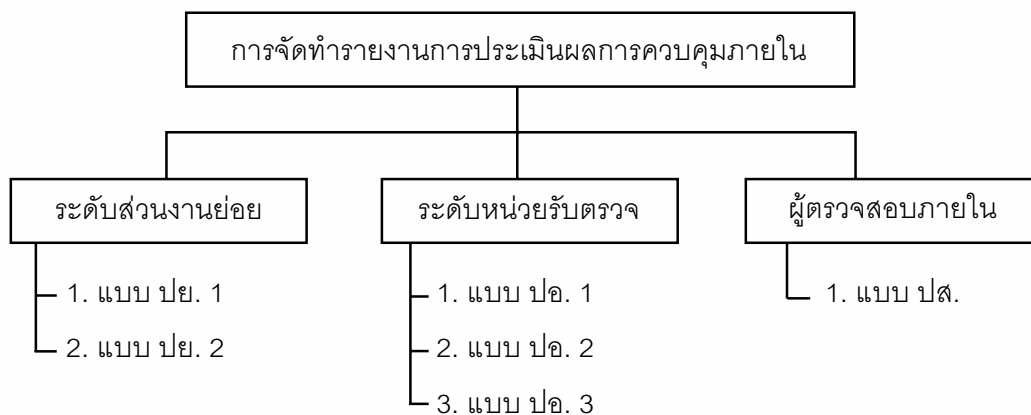 การจัดทำรายงานการประเมินผลการควบคุมภายใน
ระดับส่วนงานย่อย
1. แบบ ปย. 1
2. แบบ ปย. 2
ระดับหน่วยรับตรวจ
1. แบบ ปอ. 1
2. แบบ ปอ. 2
3. แบบ ปอ. 3
ผู้ตรวจสอบภายใน
1. แบบ ปส.